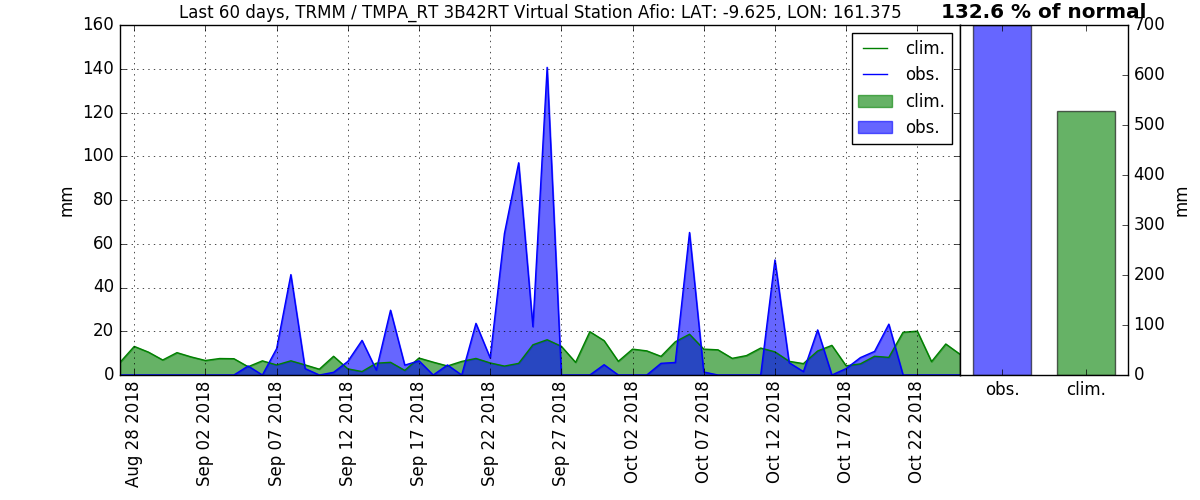 Last 60 days, TRMM / TMPA_RT 3B42RT Virtual Station Afio: LAT: -9.625, LON: 161.375
132.6 % of normal
160
140
120
100
80
60
40
20
0
mm
clim.
obs.
clim.
obs.
Aug 28 2018
Sep 02 2018
Sep 07 2018
Sep 12 2018
Sep 17 2018
Sep 22 2018
Sep 27 2018
Oct 02 2018
Oct 07 2018
Oct 12 2018
Oct 17 2018
Oct 22 2018
700
600
500
400
300
200
100
0
mm
obs.
clim.